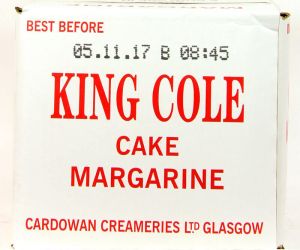 BEST BEFORE
05.11.17 B 08:45
KING COLE
CAKE
MARGARINE
CARDOWAN CREAMERIES LTD GLASGOW